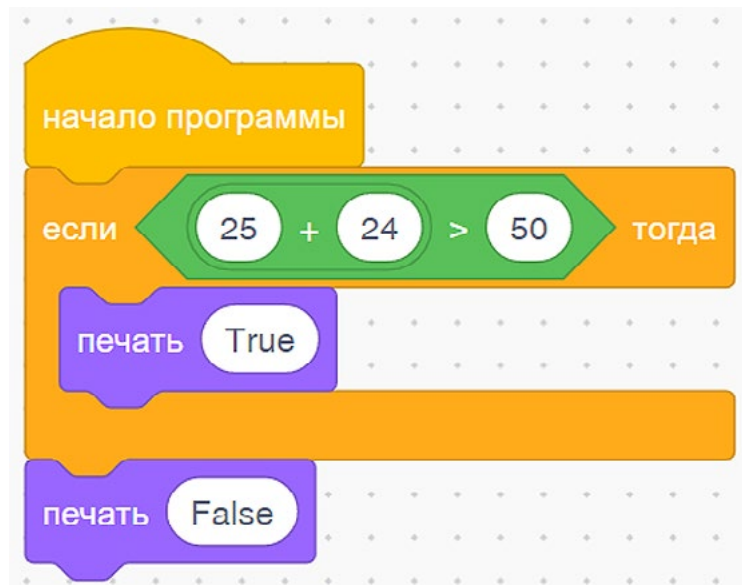 начало программы
если 25 + 24 > 50 тогда
печать True
печать False